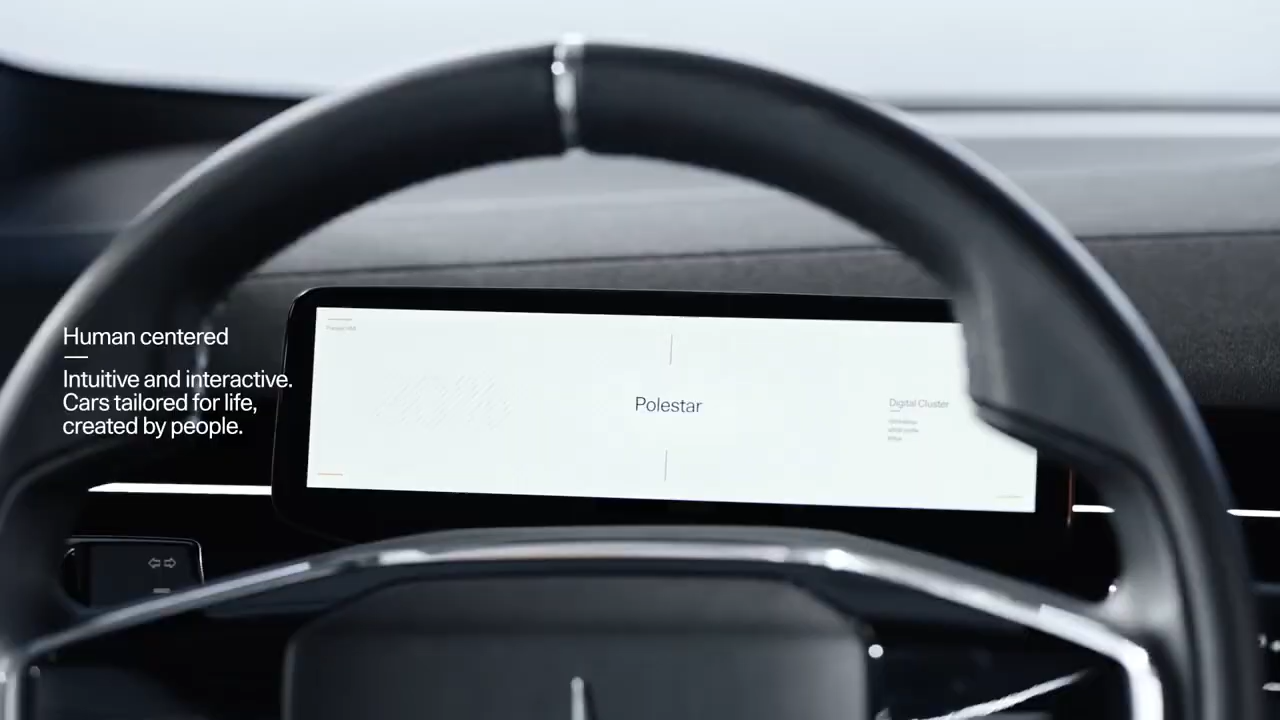 Human centered
Intuitive and interactive.
Cars tailored for life,
created by people.
Polestar
Digital Cluster